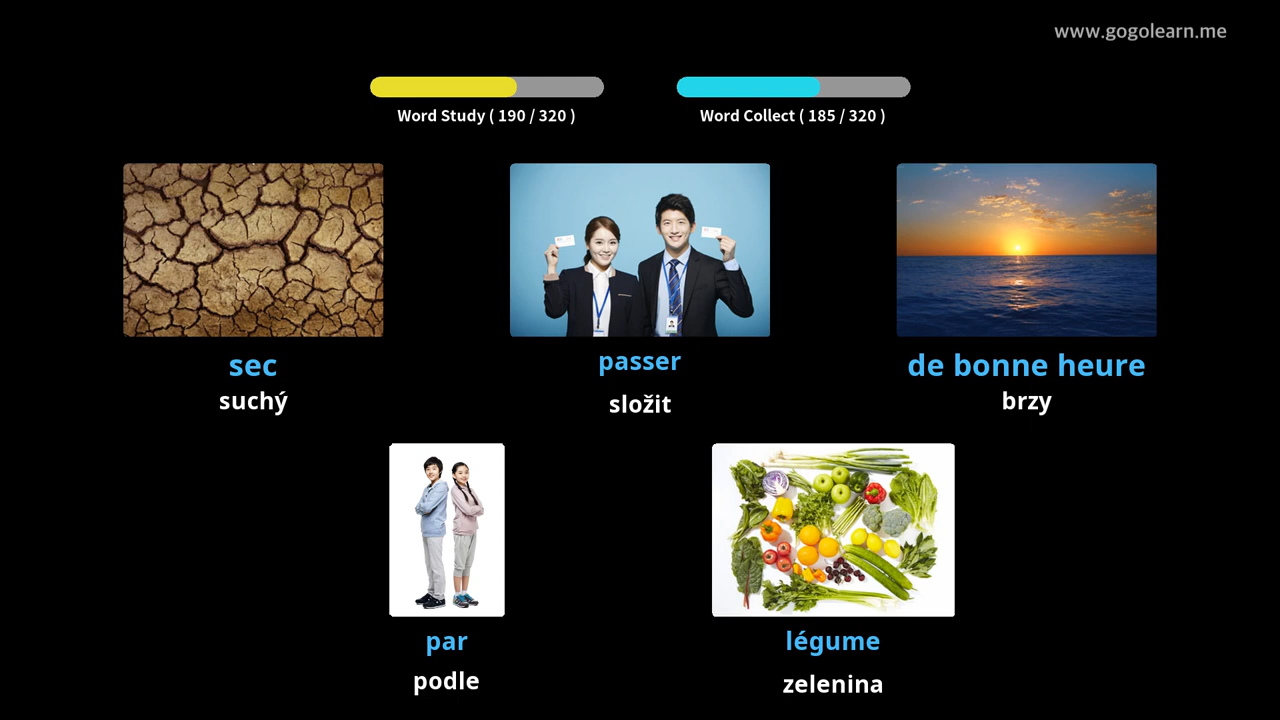 www.gogolearn.me
Word Study ( 190 / 320 )
Word Collect ( 185 / 320 )
sec
suchý
passer
složit
de bonne heure
brzy
par
podle
légume
zelenina